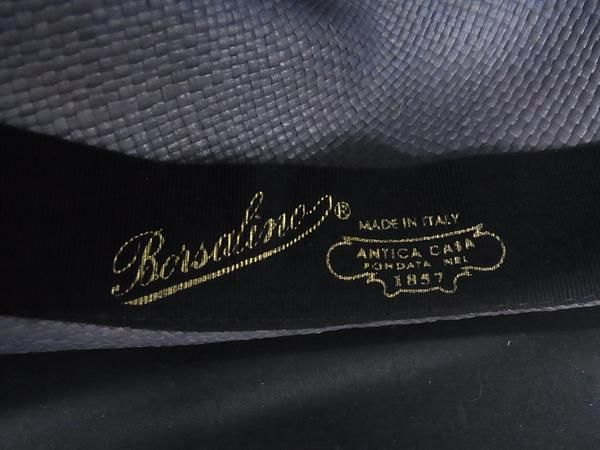 Borsalino®
MADE IN ITALY
ANTICA CASA
FONDATA NEL
1857